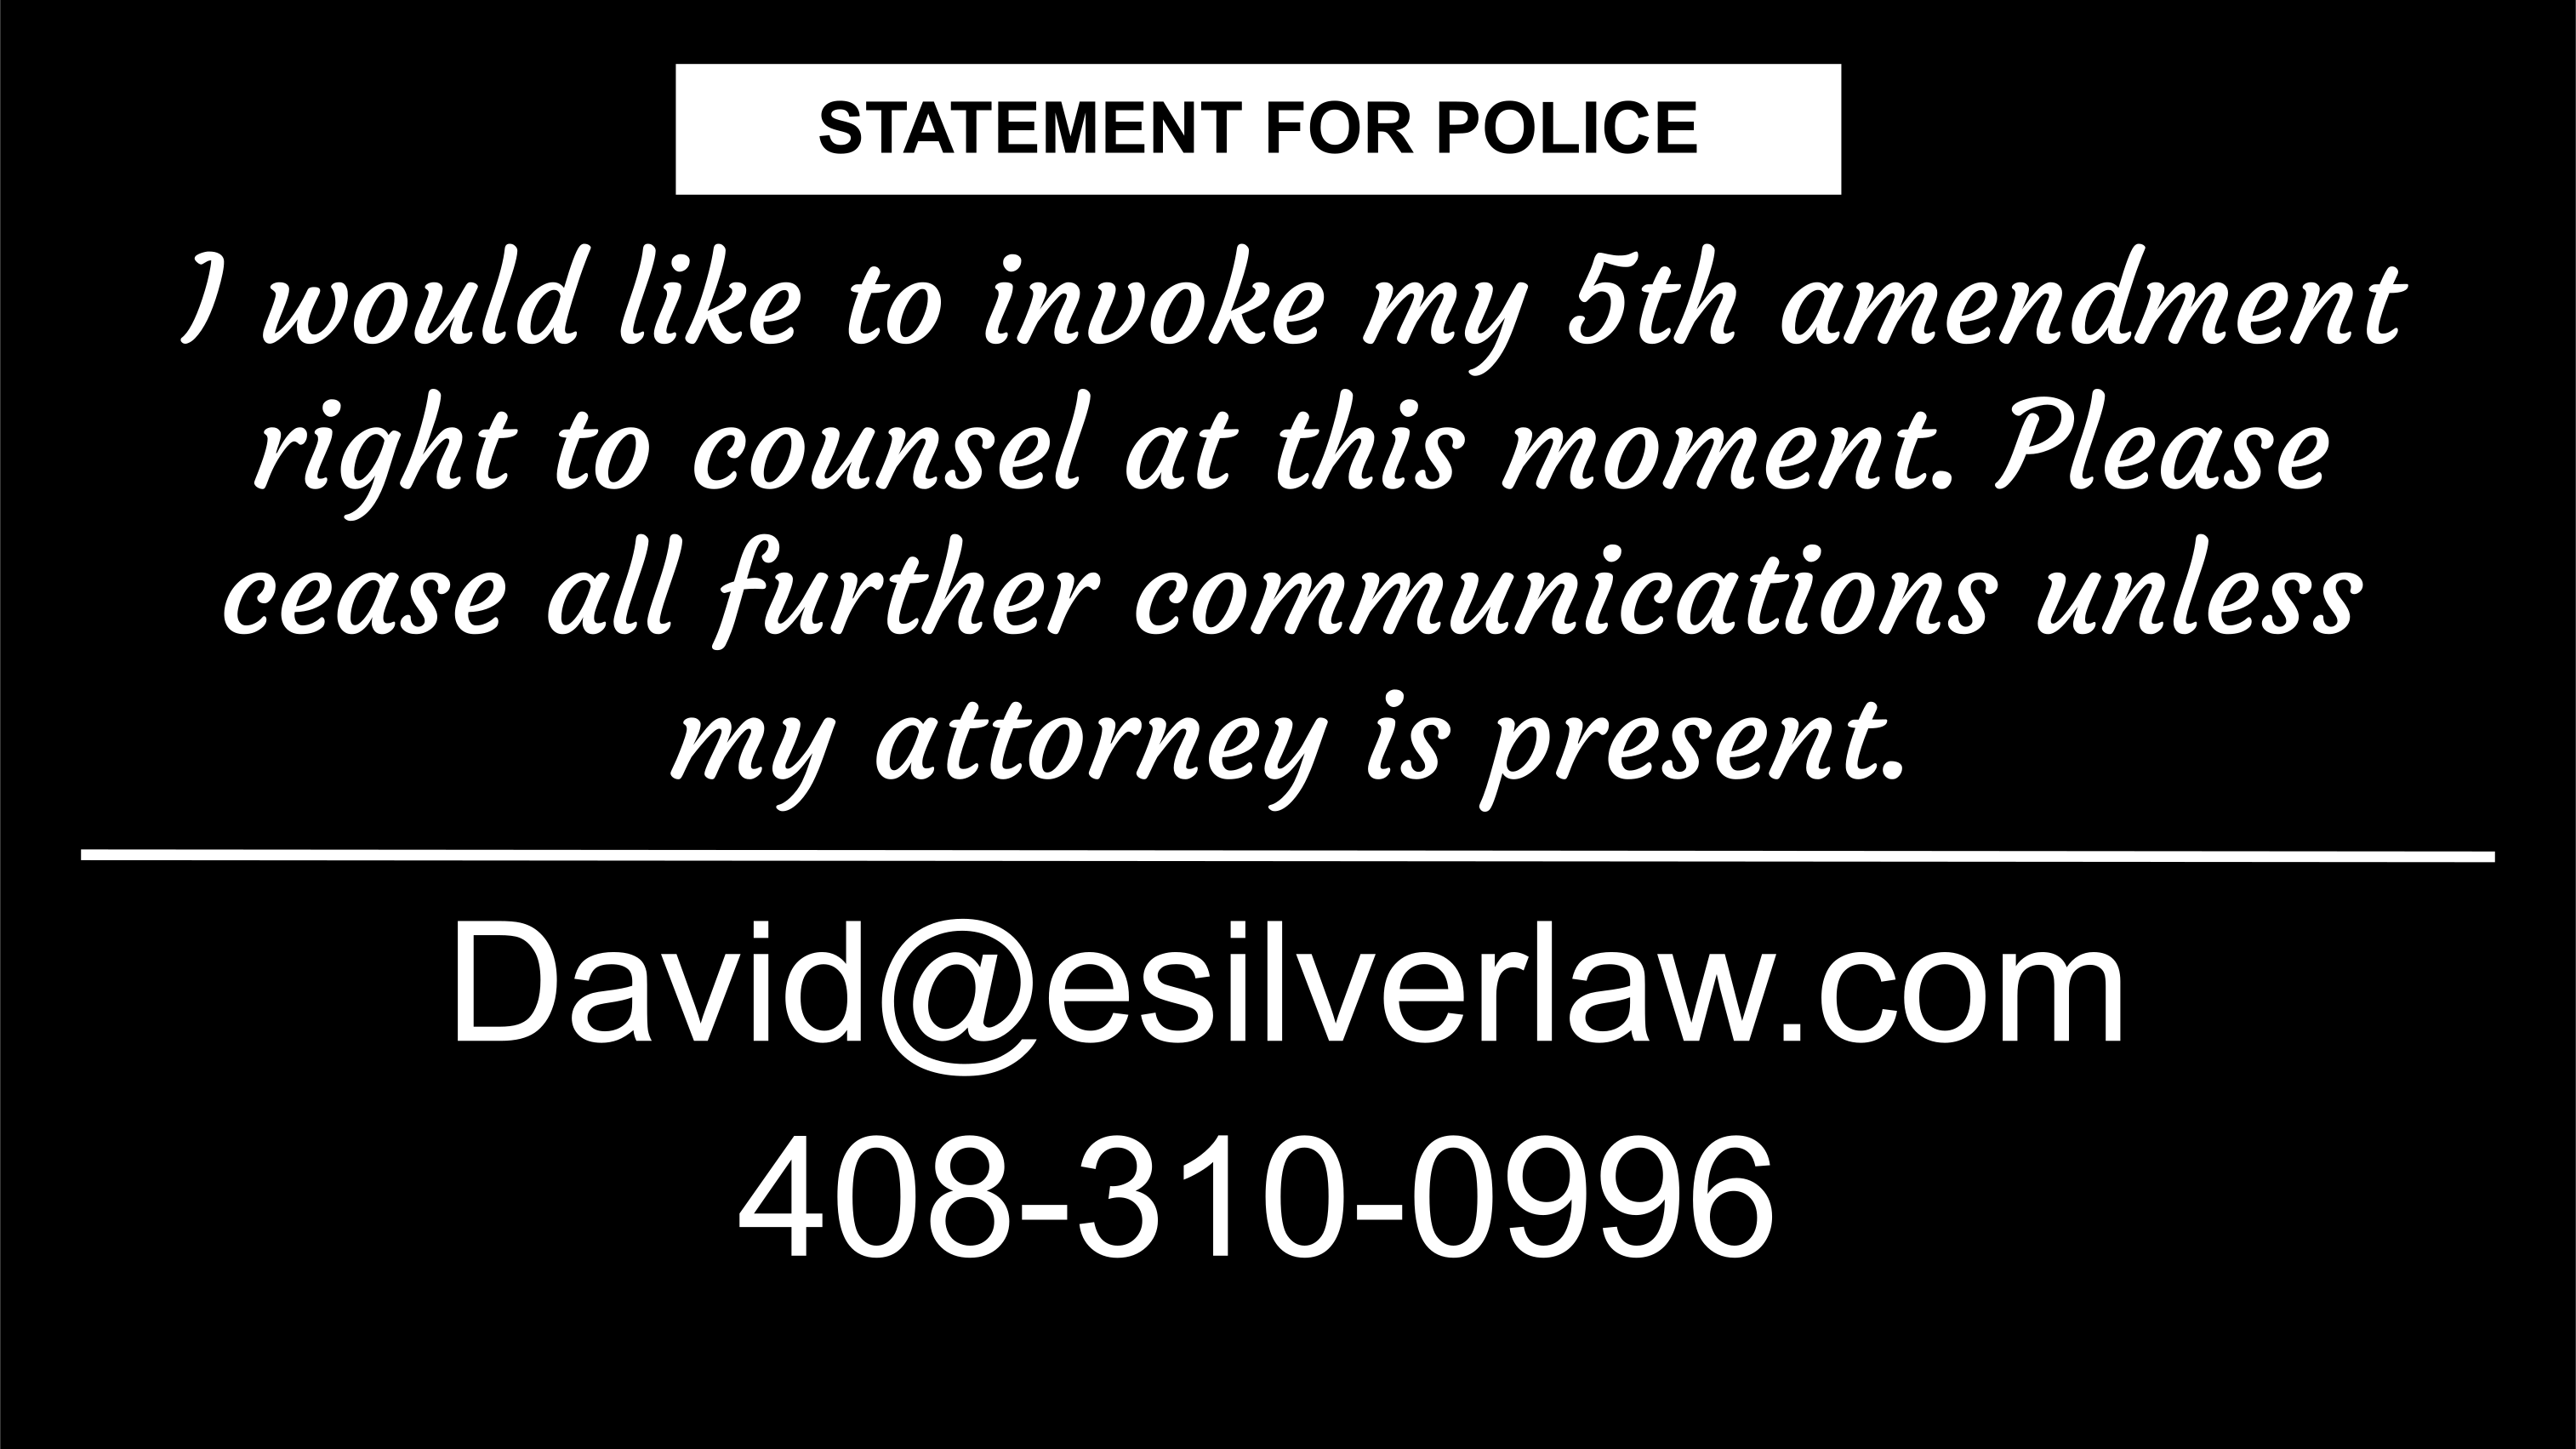 STATEMENT FOR POLICE
I would like to invoke my 5th amendment
right to counsel at this moment. Please
cease all further communications unless
my attorney is present.
David@esilverlaw.com
408-310-0996